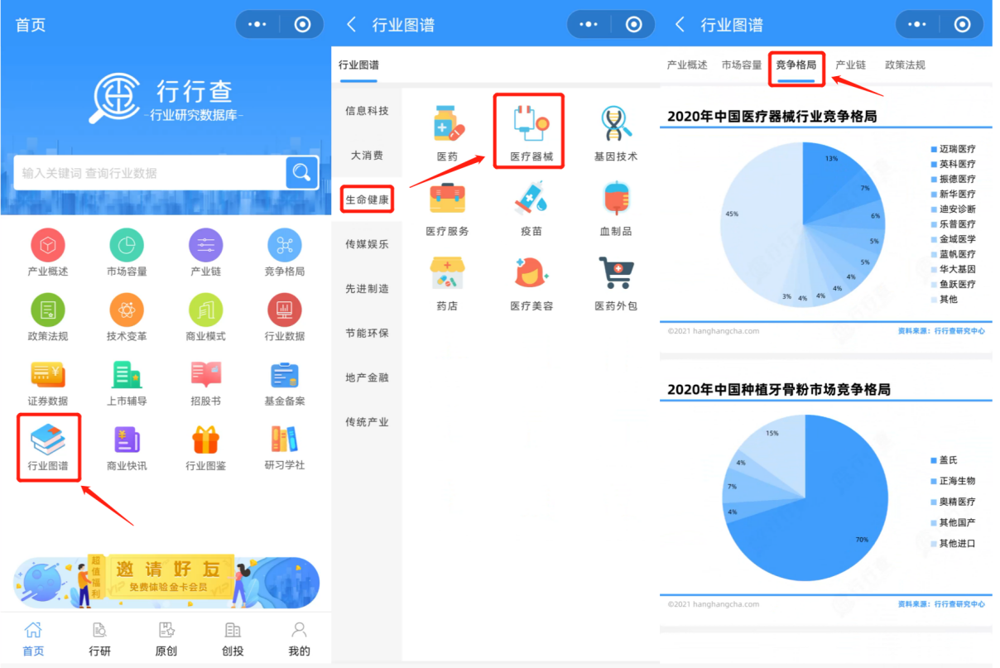 首页
行行查
-行业研究数据库-
输入关键词 查询行业数据
产业概述 市场容量 产业链 竞争格局
政策法规 技术变革 商业模式 行业数据
证券数据 上市辅导 招股书 基金备案
行业图谱 商业快讯 行业图鉴 研习学社
超值福利
邀请好友
免费体验金卡会员
首页 行研 原创 创投 我的
行业图谱
行业图谱
信息科技
大消费
生命健康
传媒娱乐
先进制造
节能环保
地产金融
传统产业
医药 医疗器械 基因技术
医疗服务 疫苗 血制品
药店 医疗美容 医药外包
行业图谱
产业概述 市场容量 竞争格局 产业链 政策法规
2020年中国医疗器械行业竞争格局
13%
7%
6%
5%
5%
4%
4%
4%
4%
3%
45%
迈瑞医疗
英科医疗
振德医疗
新华医疗
迪安诊断
乐普医疗
金域医学
蓝帆医疗
华大基因
鱼跃医疗
其他
©2021 hanghangcha.com 资料来源：行行查研究中心
2020年中国种植牙骨粉市场竞争格局
15%
4%
7%
4%
70%
盖氏
正海生物
奥精医疗
其他国产
其他进口
©2021 hanghangcha.com 资料来源：行行查研究中心